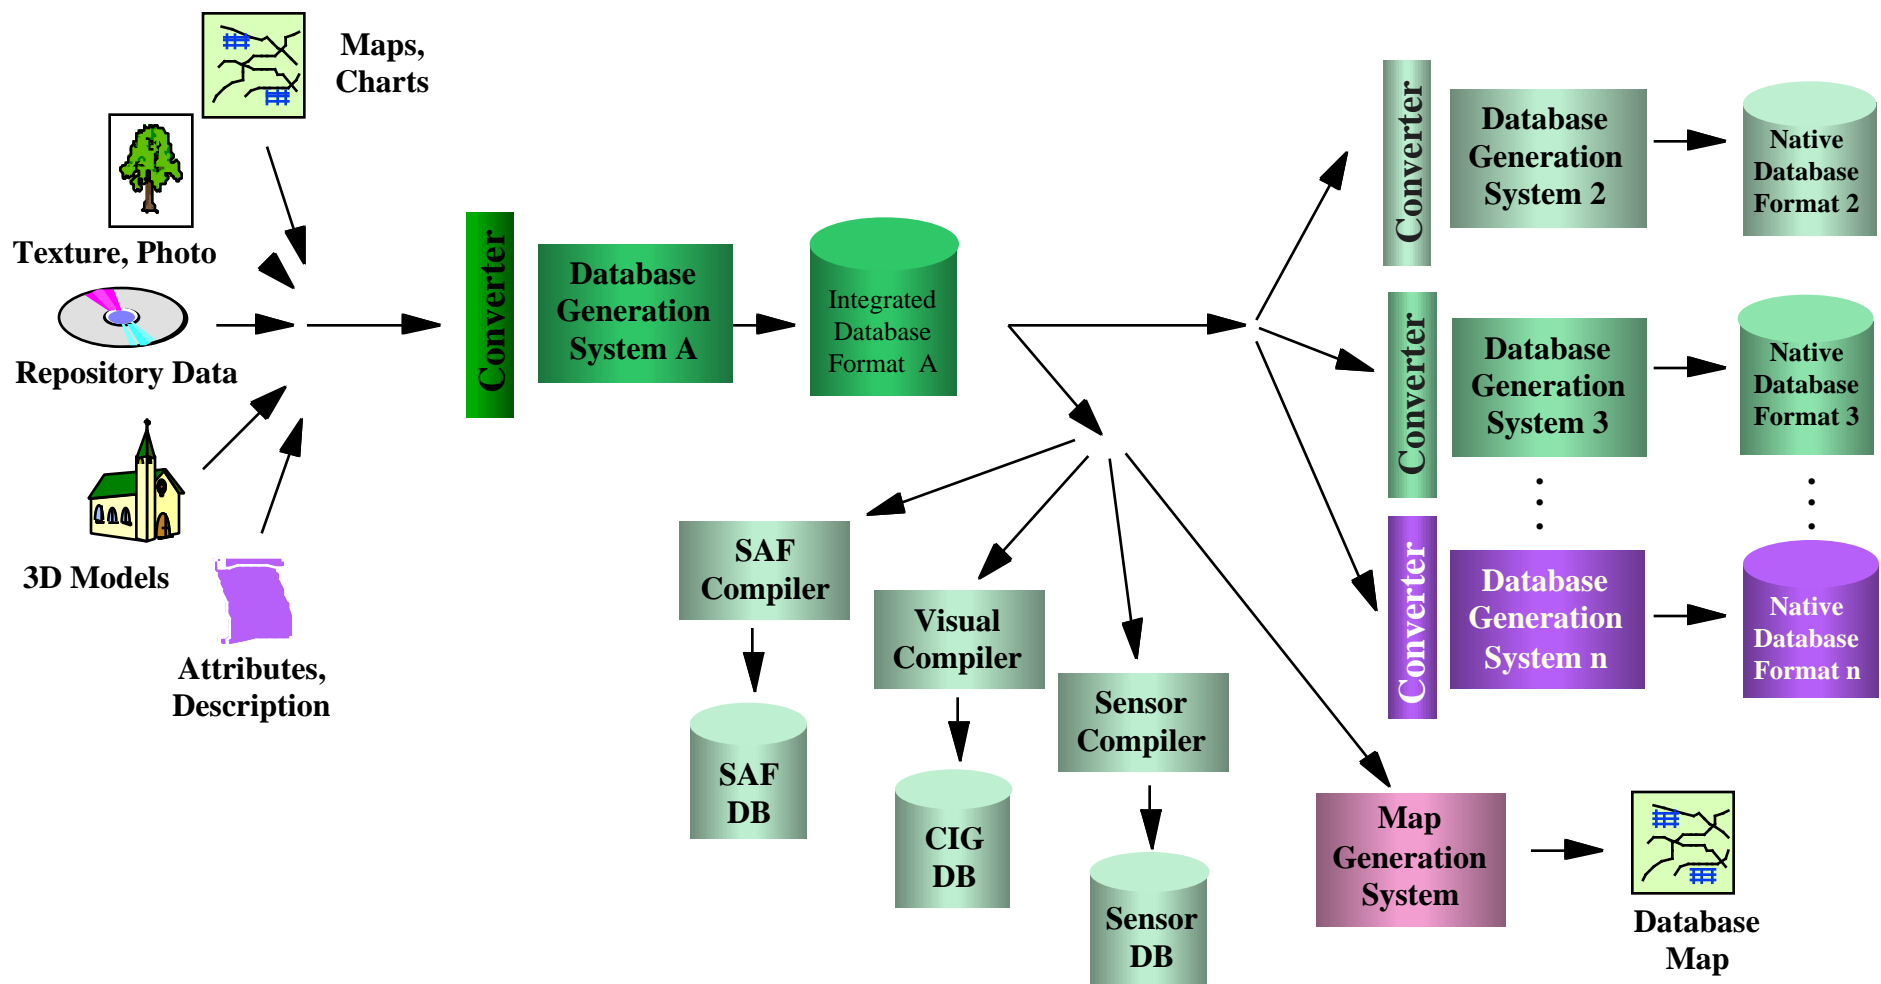 Maps,
Charts
Texture, Photo
Repository Data
3D Models
Attributes,
Description
Converter
Database
Generation
System A
Integrated
Database
Format A
SAF
Compiler
SAF
DB
Visual
Compiler
CIG
DB
Sensor
Compiler
Sensor
DB
Map
Generation
System
Database
Map
Converter
Database
Generation
System 2
Native
Database
Format 2
Converter
Database
Generation
System 3
Native
Database
Format 3
Converter
Database
Generation
System n
Native
Database
Format n